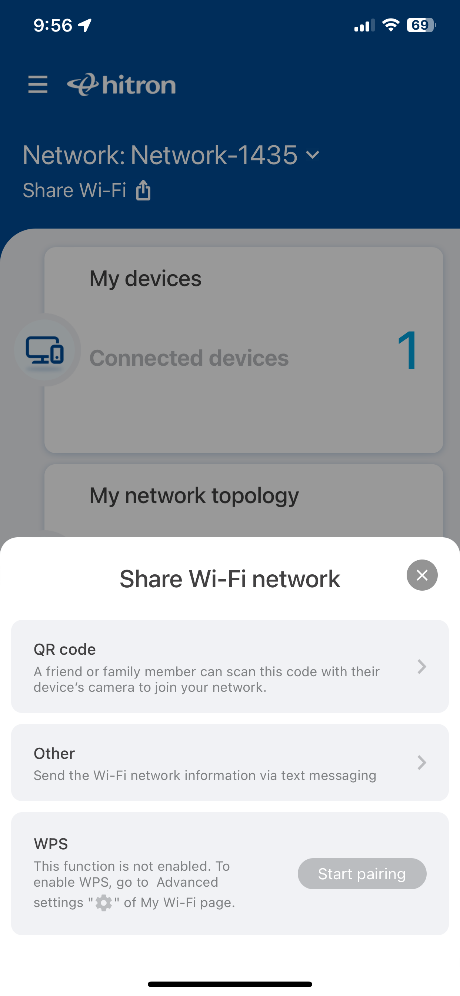 9:56
69
hitron
Network: Network-1435
Share Wi-Fi
My devices
Connected devices
1
My network topology
Share Wi-Fi network
QR code
A friend or family member can scan this code with their
device's camera to join your network.
Other
Send the Wi-Fi network information via text messaging
WPS
This function is not enabled. To
enable WPS, go to Advanced
settings "⚙" of My Wi-Fi page.
Start pairing